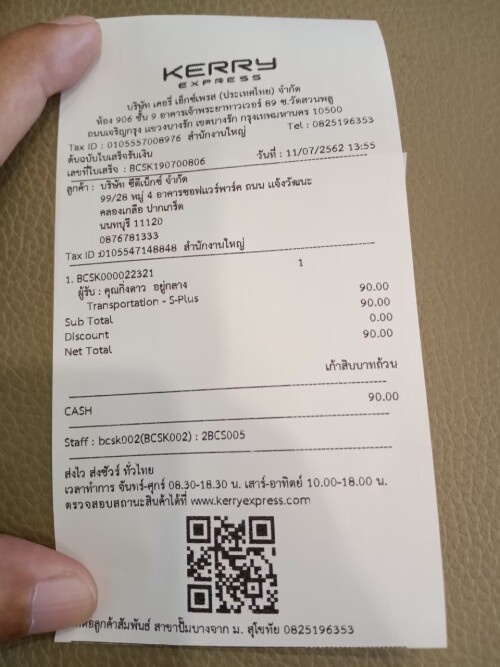 KERRY
EXPRESS
บริษัท เคอรี่ เอ็กซ์เพรส (ประเทศไทย) จำกัด
ห้อง 906 ชั้น 9 อาคารเจ้าพระยาทาวเวอร์ 89 ซ.วัดสวนพลู
ถนนเจริญกรุง แขวงบางรัก เขตบางรัก กรุงเทพมหานคร 10500
Tax ID : 0105557008976 สำนักงานใหญ่ Tel : 0825196353
ต้นฉบับใบเสร็จรับเงิน
เลขที่ใบเสร็จ : BCSK190700806 วันที่ : 11/07/2562 13:55
ลูกค้า : บริษัท ซีดีเน็กซ์ จำกัด
99/28 หมู่ 4 อาคารซอฟแวร์พาร์ค ถนน แจ้งวัฒนะ
คลองเกลือ ปากเกร็ด
นนทบุรี 11120
0876781333
Tax ID :0105547148848 สำนักงานใหญ่
1. BCSK000022321 1
ผู้รับ : คุณกิ่งดาว อยู่กลาง 90.00
Transportation - S-Plus 90.00
Sub Total 0.00
Discount 90.00
Net Total
เก้าสิบบาทถ้วน
CASH 90.00
Staff : bcsk002(BCSK002) : 2BCS005
ส่งไว ส่งชัวร์ ทั่วไทย
เวลาทำการ จันทร์-ศุกร์ 08.30-18.30 น. เสาร์-อาทิตย์ 10.00-18.00 น.
ตรวจสอบสถานะสินค้าได้ที่ www.kerryexpress.com
ลูกค้าสัมพันธ์ สาขาปั๊มบางจาก ม. สุโขทัย 0825196353